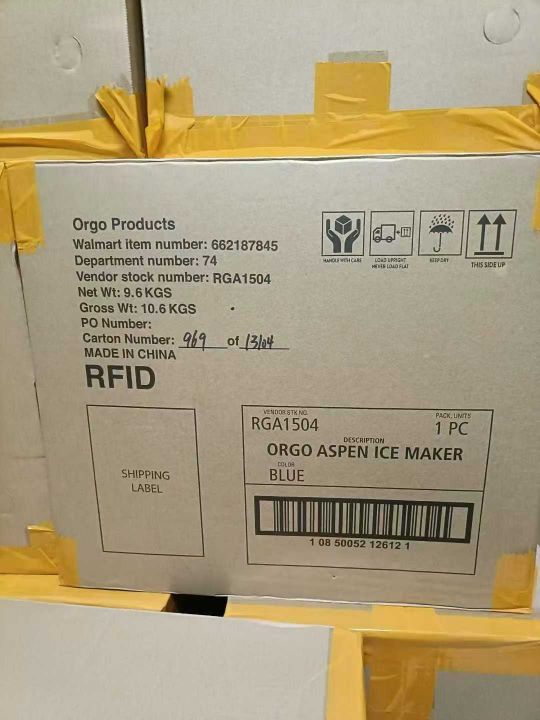 Orgo Products
Walmart item number: 662187845
Department number: 74
Vendor stock number: RGA1504
Net Wt: 9.6 KGS
Gross Wt: 10.6 KGS
PO Number:
Carton Number: 969 of 1304
MADE IN CHINA
RFID
HANDLE WITH CARE
LOAD UPRIGHT
NEVER LOAD FLAT
KEEP DRY
THIS SIDE UP
SHIPPING
LABEL
VENDOR STK NO.
RGA1504
PACK, UNITS
1 PC
DESCRIPTION
ORGO ASPEN ICE MAKER
COLOR
BLUE
1 08 50052 12612 1